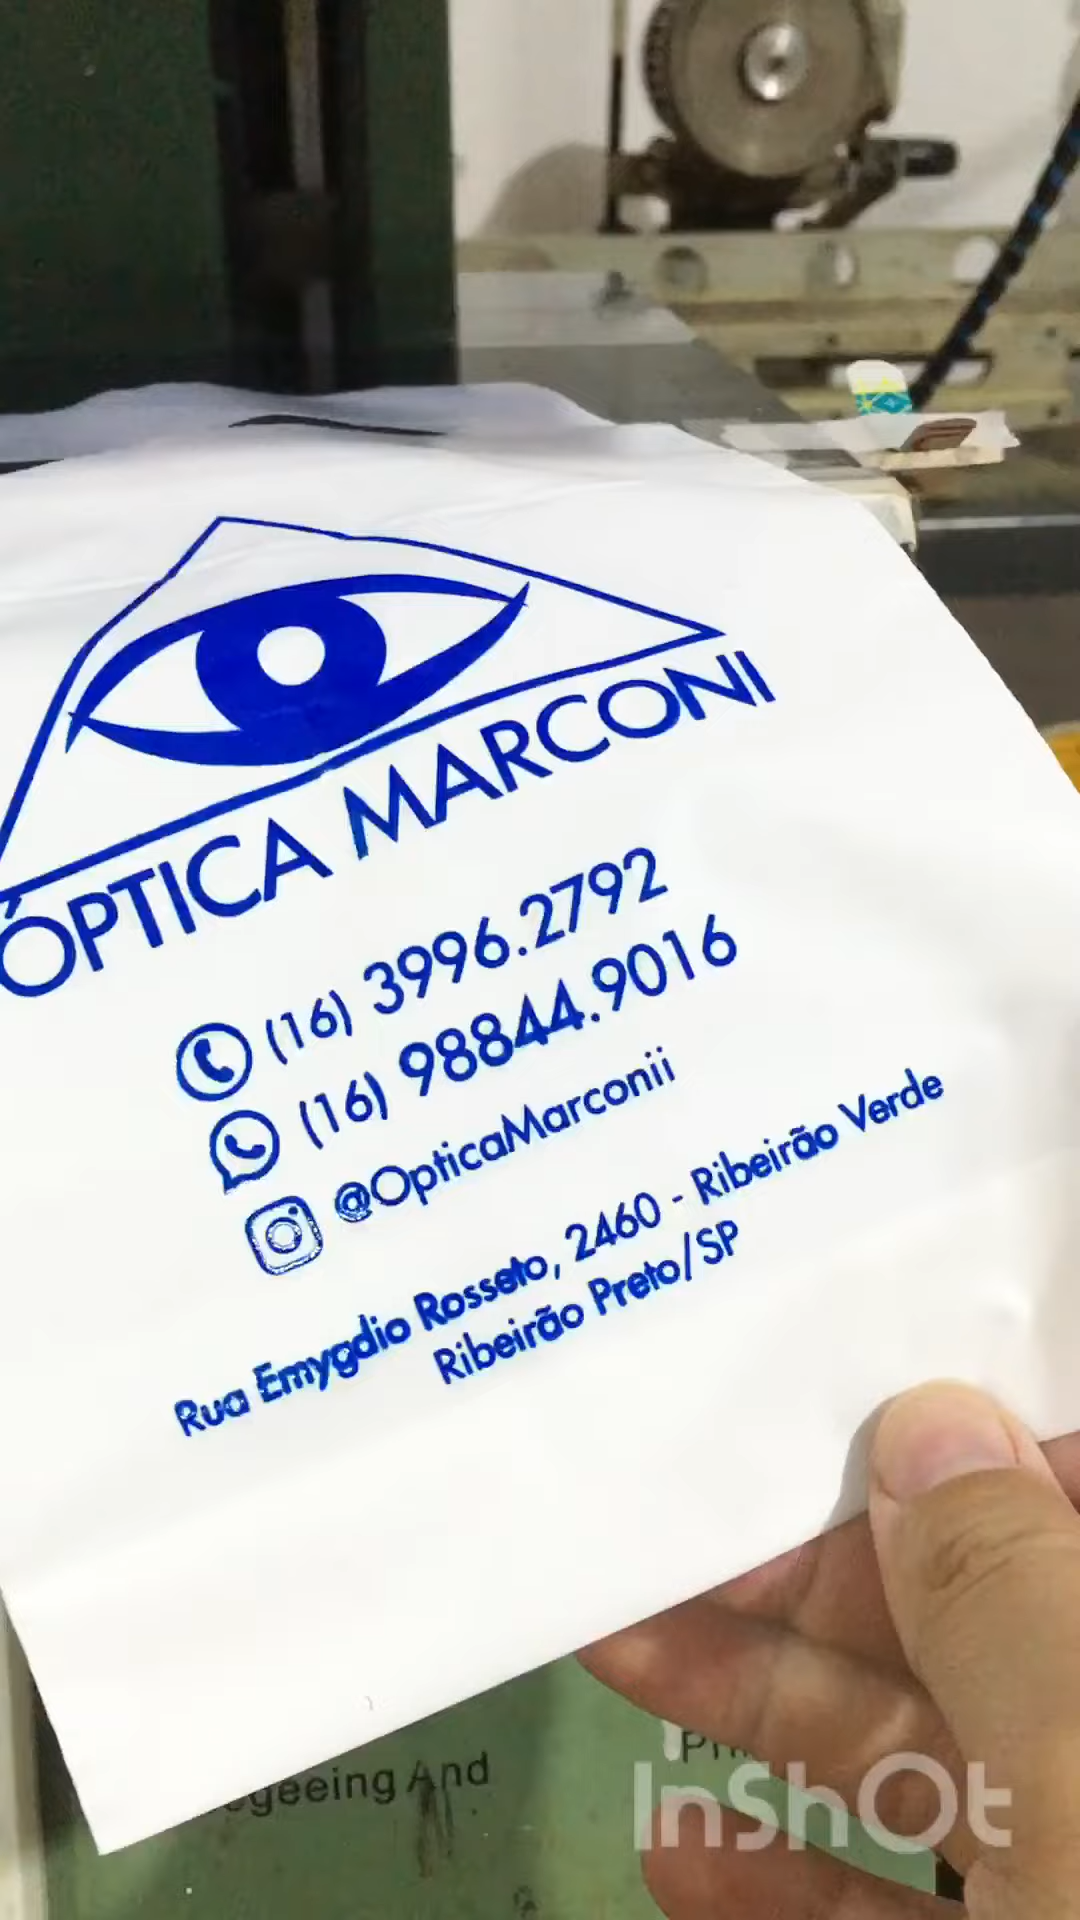 ÓPTICA MARCONI
(16) 3996.2792
(16) 98844.9016
@OpticaMarconii
Rua Emygdio Rosseto, 2460 - Ribeirão Verde
Ribeirão Preto/SP
And
InShOt